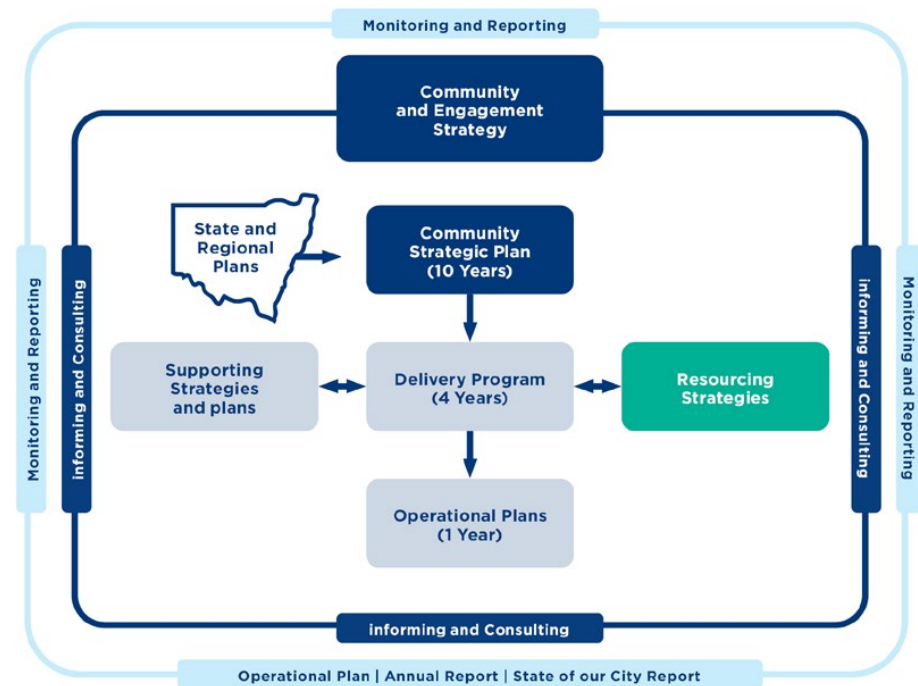 Monitoring and Reporting
Community
and Engagement
Strategy
State and
Regional
Plans
Community
Strategic Plan
(10 Years)
Monitoring and Reporting
informing and Consulting
Supporting
Strategies
and plans
Delivery Program
(4 Years)
Resourcing
Strategies
informing and Consulting
Monitoring and Reporting
Operational Plans
(1 Year)
informing and Consulting
Operational Plan | Annual Report | State of our City Report